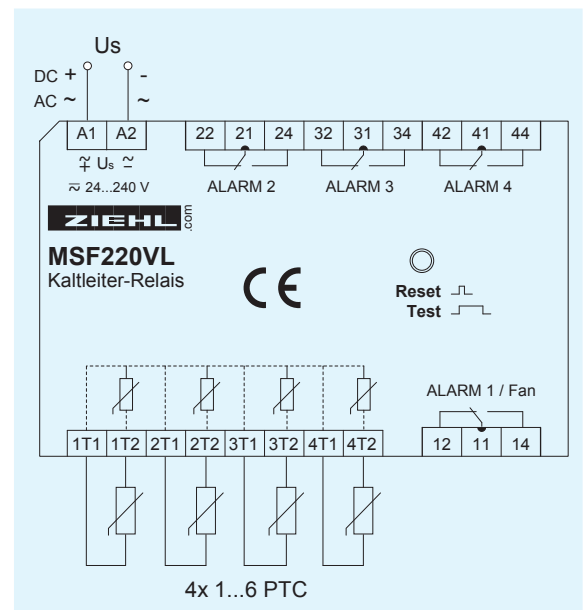 Us
DC + -
AC ~ ~
A1 A2 22 21 24 32 31 34 42 41 44
≂ Us ≂
≂ 24...240 V ALARM 2 ALARM 3 ALARM 4
ZIEHL.com
MSF220VL
Kaltleiter-Relais
CE
Reset
Test
ALARM 1 / Fan
1T1 1T2 2T1 2T2 3T1 3T2 4T1 4T2 12 11 14
4x 1...6 PTC